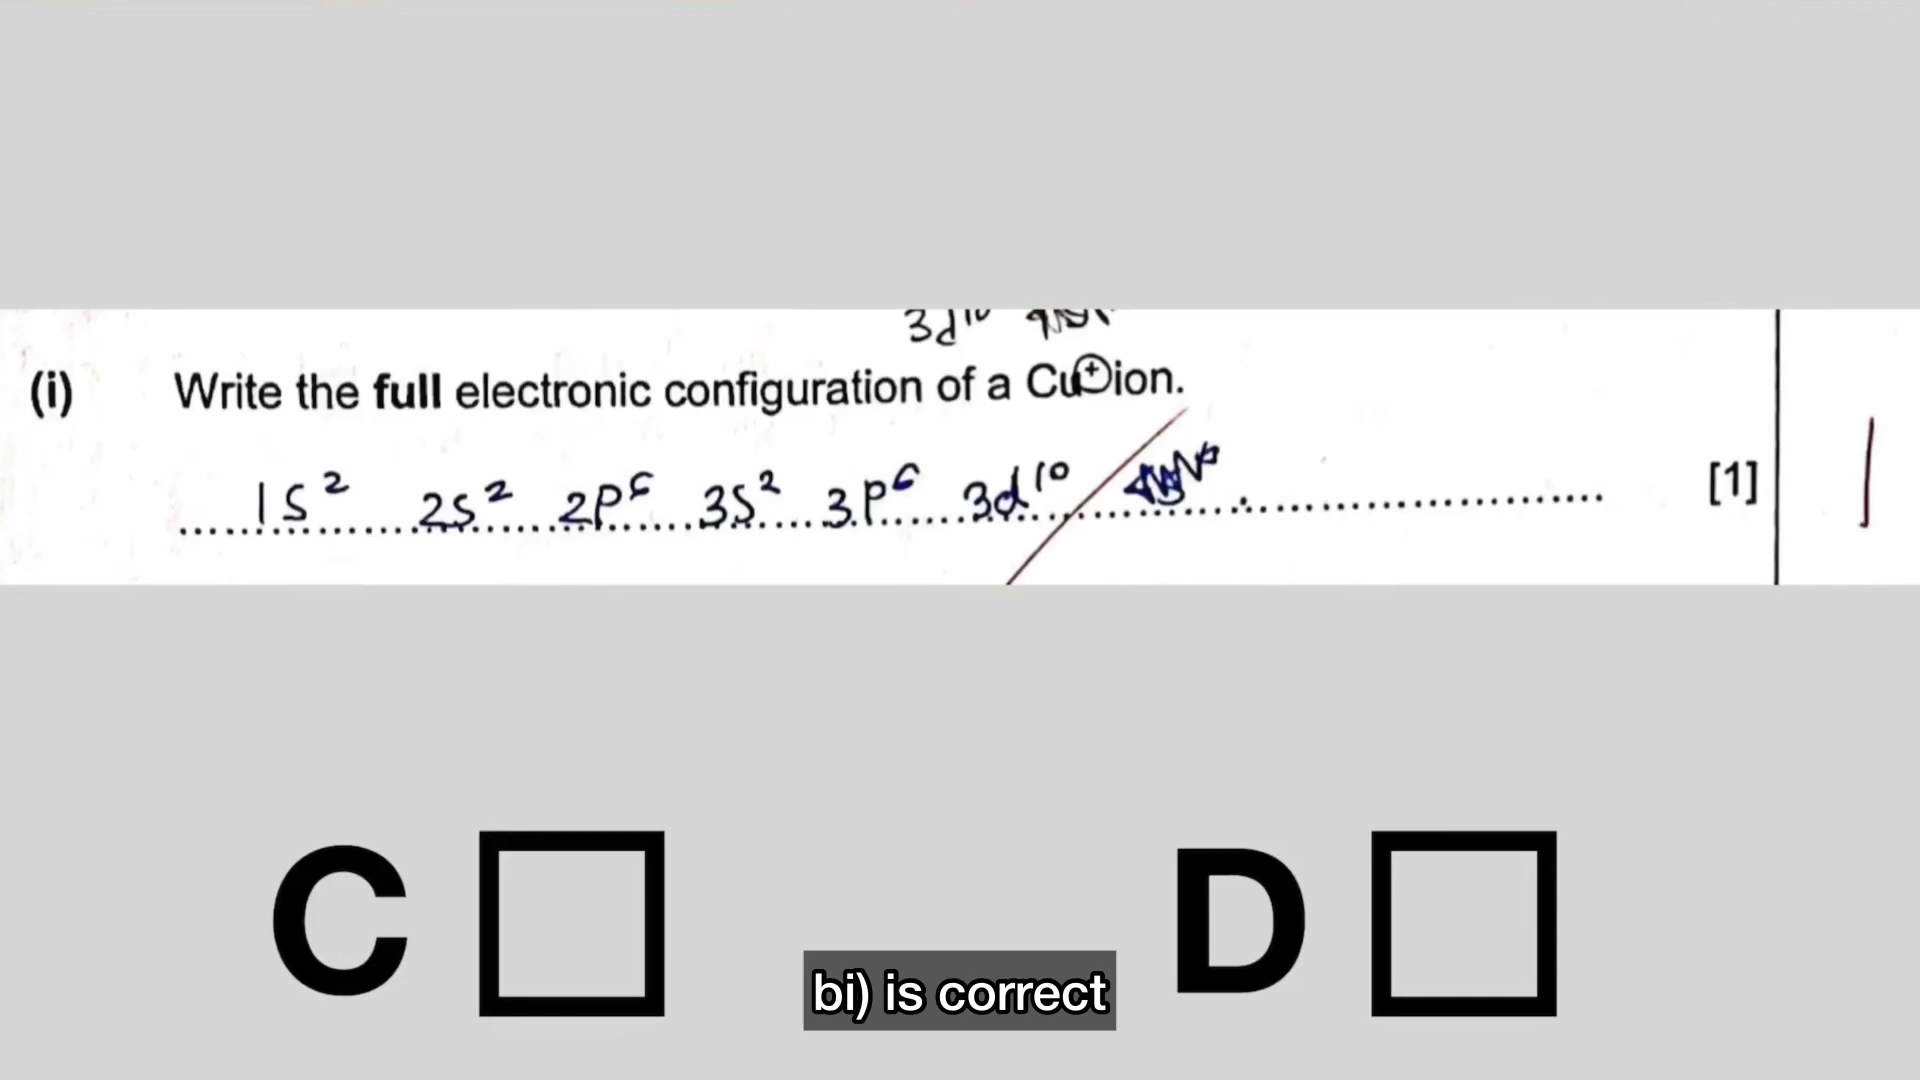 3d¹⁰
(i) Write the full electronic configuration of a Cu⁺ ion.
1s² 2s² 2p⁶ 3s² 3p⁶ 3d¹⁰ [1] 1
C D
bi) is correct